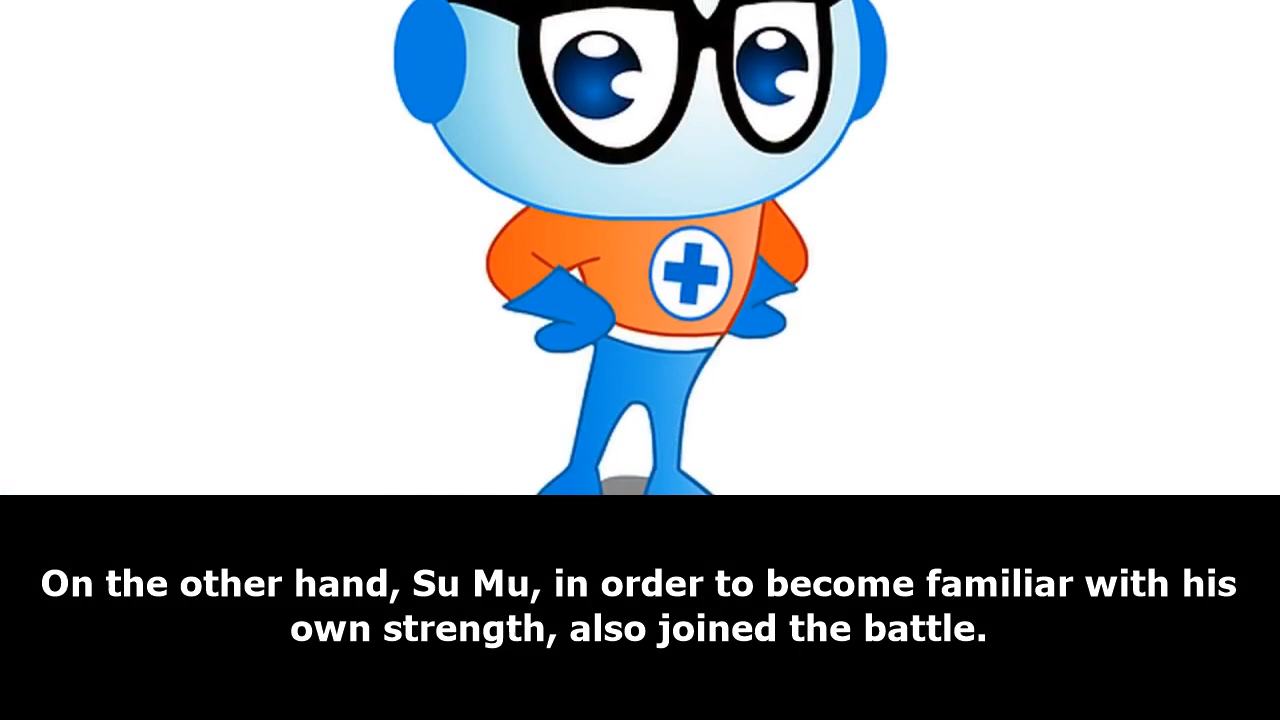 On the other hand, Su Mu, in order to become familiar with his
own strength, also joined the battle.